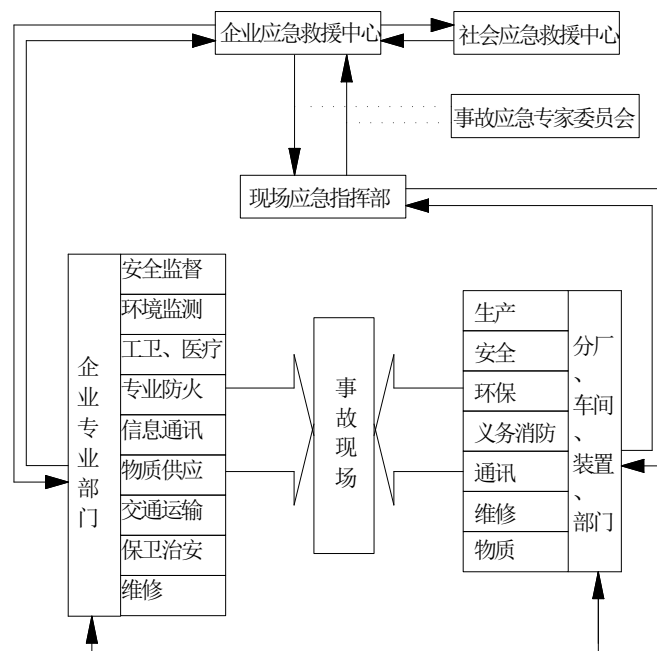 企业应急救援中心
社会应急救援中心
事故应急专家委员会
现场应急指挥部
企业专业部门
安全监督
环境监测
工卫、医疗
专业防火
信息通讯
物质供应
交通运输
保卫治安
维修
事故现场
生产
安全
环保
义务消防
通讯
维修
物质
分厂
、车间
、装置
、部门